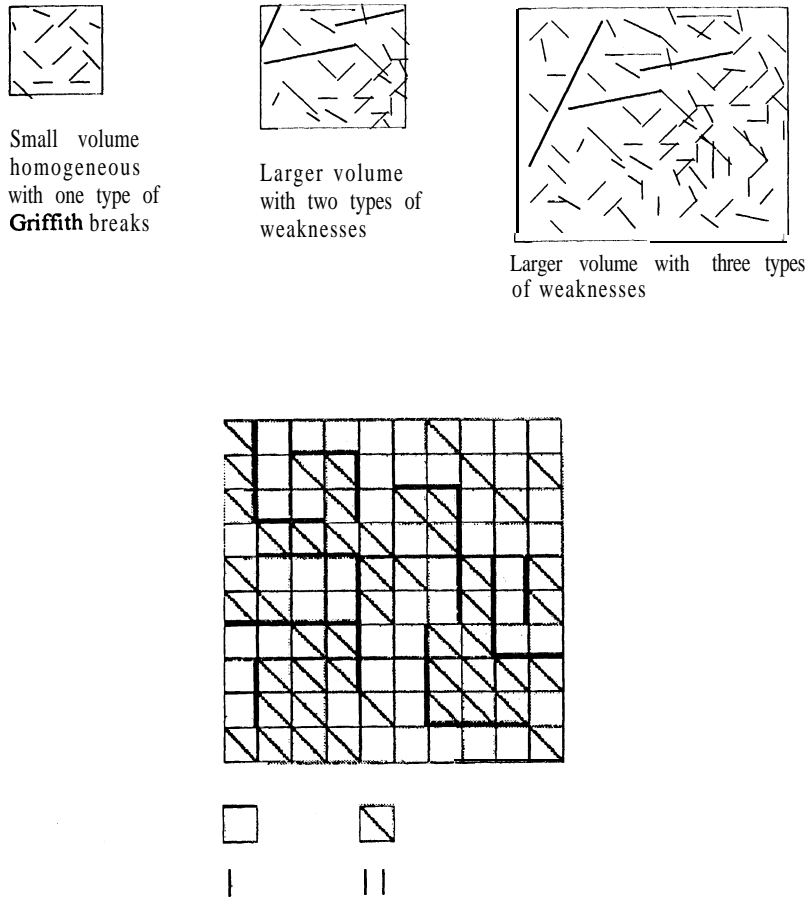 Small volume
homogeneous
with one type of
Griffith breaks
Larger volume
with two types of
weaknesses
Larger volume with three types
of weaknesses